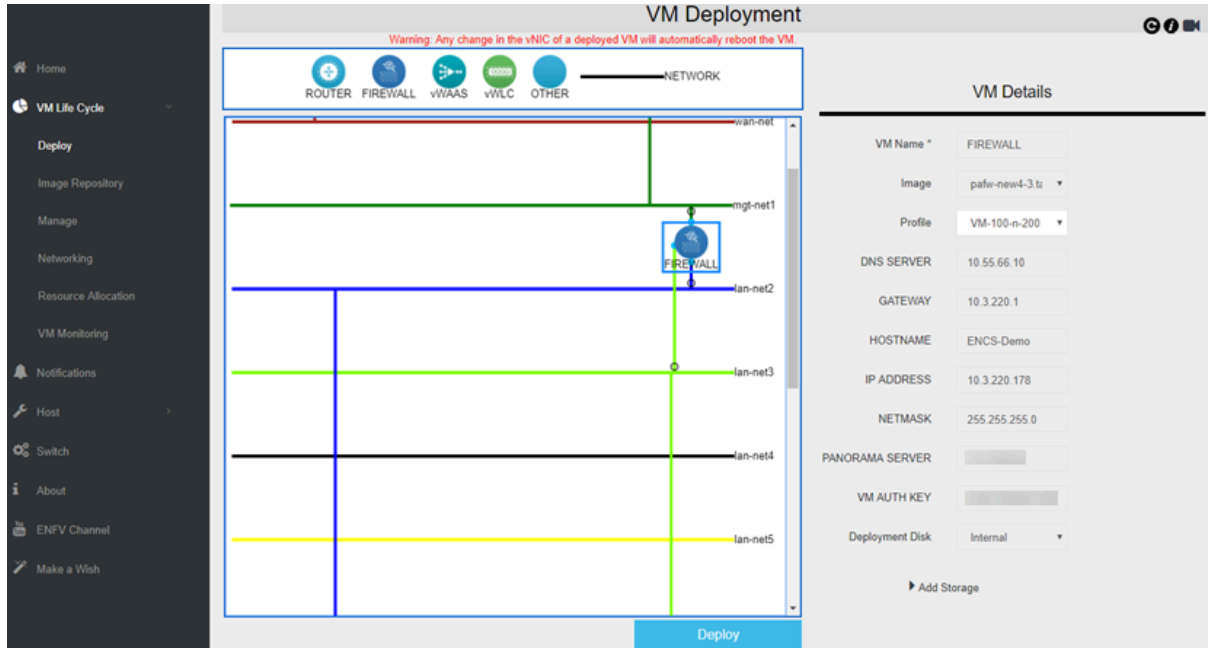 VM Deployment
Warning: Any change in the vNIC of a deployed VM will automatically reboot the VM.
Home
VM Life Cycle
Deploy
Image Repository
Manage
Networking
Resource Allocation
VM Monitoring
Notifications
Host
Switch
About
ENFV Channel
Make a Wish
ROUTER FIREWALL vWAAS vWLC OTHER NETWORK
wan-net
mgt-net1
FIREWALL
lan-net2
lan-net3
lan-net4
lan-net5
Deploy
VM Details
VM Name * FIREWALL
Image pafw-new4-3.ta
Profile VM-100-n-200
DNS SERVER 10.55.66.10
GATEWAY 10.3.220.1
HOSTNAME ENCS-Demo
IP ADDRESS 10.3.220.178
NETMASK 255.255.255.0
PANORAMA SERVER
VM AUTH KEY
Deployment Disk Internal
Add Storage